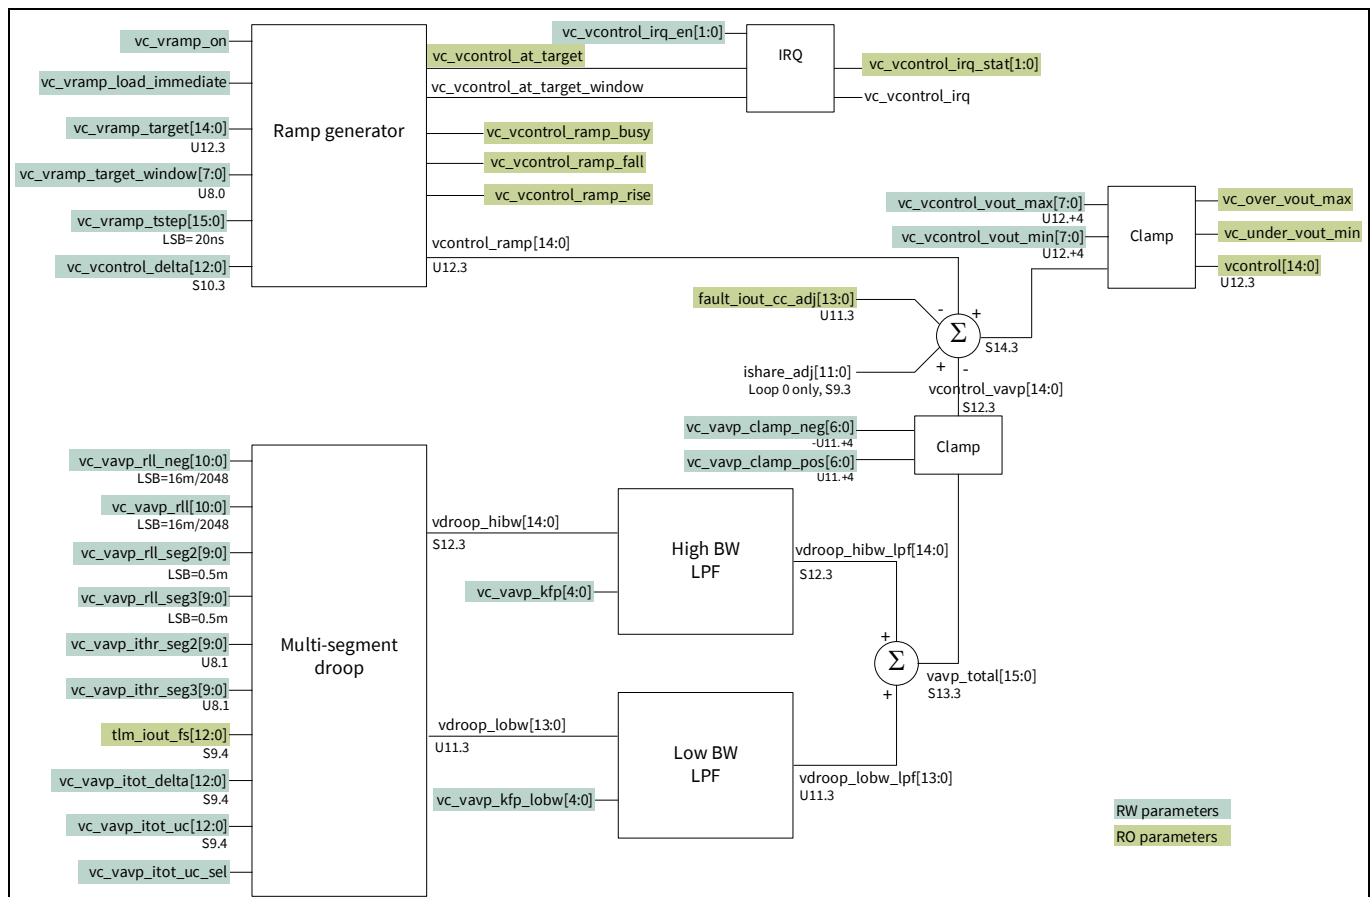 vc_vramp_on
vc_vramp_load_immediate
vc_vramp_target[14:0]
U12.3
vc_vramp_target_window[7:0]
U8.0
vc_vramp_tstep[15:0]
LSB= 20ns
vc_vcontrol_delta[12:0]
S10.3
Ramp generator
vc_vcontrol_irq_en[1:0]
vc_vcontrol_at_target
vc_vcontrol_at_target_window
IRQ
vc_vcontrol_irq_stat[1:0]
vc_vcontrol_irq
vc_vcontrol_ramp_busy
vc_vcontrol_ramp_fall
vc_vcontrol_ramp_rise
vcontrol_ramp[14:0]
U12.3
vc_vcontrol_vout_max[7:0]
U12.+4
vc_vcontrol_vout_min[7:0]
U12.+4
Clamp
vc_over_vout_max
vc_under_vout_min
vcontrol[14:0]
U12.3
fault_iout_cc_adj[13:0]
U11.3
- +
Σ
S14.3
+ -
ishare_adj[11:0]
Loop 0 only, S9.3
vcontrol_vavp[14:0]
S12.3
vc_vavp_clamp_neg[6:0]
-U11.+4
vc_vavp_clamp_pos[6:0]
U11.+4
Clamp
vc_vavp_rll_neg[10:0]
LSB=16m/2048
vc_vavp_rll[10:0]
LSB=16m/2048
vc_vavp_rll_seg2[9:0]
LSB=0.5m
vc_vavp_rll_seg3[9:0]
LSB=0.5m
vc_vavp_ithr_seg2[9:0]
U8.1
vc_vavp_ithr_seg3[9:0]
U8.1
tlm_iout_fs[12:0]
S9.4
vc_vavp_itot_delta[12:0]
S9.4
vc_vavp_itot_uc[12:0]
S9.4
vc_vavp_itot_uc_sel
Multi-segment
droop
vdroop_hibw[14:0]
S12.3
vc_vavp_kfp[4:0]
High BW
LPF
vdroop_hibw_lpf[14:0]
S12.3
+
Σ
+
vavp_total[15:0]
S13.3
vdroop_lobw[13:0]
U11.3
vc_vavp_kfp_lobw[4:0]
Low BW
LPF
vdroop_lobw_lpf[13:0]
U11.3
RW parameters
RO parameters